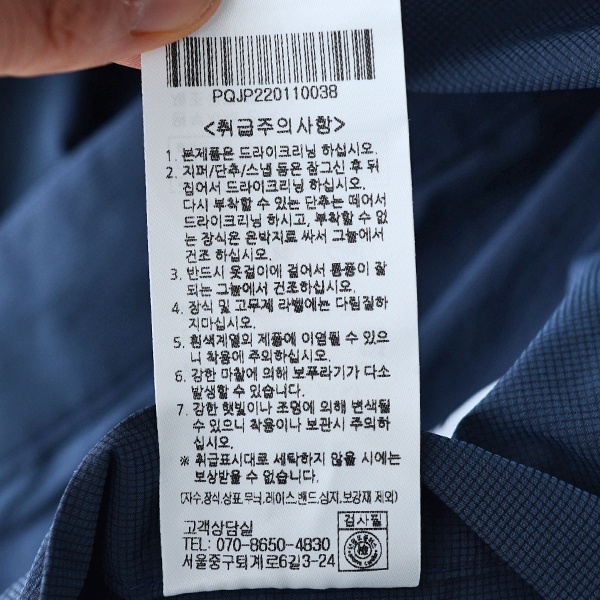 PQJP220110038
<취급주의사항>
1. 본제품은 드라이크리닝 하십시오.
2. 지퍼/단추/스냅 등은 잠그신 후 뒤
집어서 드라이크리닝 하십시오.
다시 부착할 수 있는 단추는 떼어서
드라이크리닝 하시고, 부착할 수 없
는 장식은 은박지로 싸서 그늘에서
건조 하십시오.
3. 반드시 옷걸이에 걸어서 통풍이 잘
되는 그늘에서 건조하십시오.
4. 장식 및 고무제 라벨에는 다림질하
지마십시오.
5. 흰색계열의 제품에 이염될 수 있으
니 착용에 주의하십시오.
6. 강한 마찰에 의해 보푸라기가 다소
발생할 수 있습니다.
7. 강한 햇빛이나 조명에 의해 변색될
수 있으니 착용이나 보관시 주의하
십시오.
※ 취급표시대로 세탁하지 않을 시에는
보상받을 수 없습니다.
(자수,장식,상표,무늬,레이스,밴드,심지,보강재 제외)
고객상담실
TEL: 070-8650-4830
서울중구퇴계로6길3-24
검사필